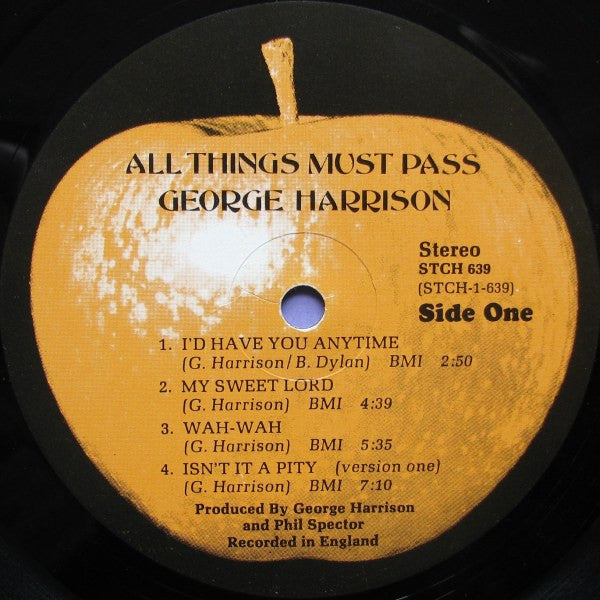 ALL THINGS MUST PASS
GEORGE HARRISON
Stereo
STCH 639
(STCH-1-639)
Side One
1. I'D HAVE YOU ANYTIME
(G. Harrison/B. Dylan) BMI 2:50
2. MY SWEET LORD
(G. Harrison) BMI 4:39
3. WAH-WAH
(G. Harrison) BMI 5:35
4. ISN'T IT A PITY (version one)
(G. Harrison) BMI 7:10
Produced By George Harrison
and Phil Spector
Recorded in England